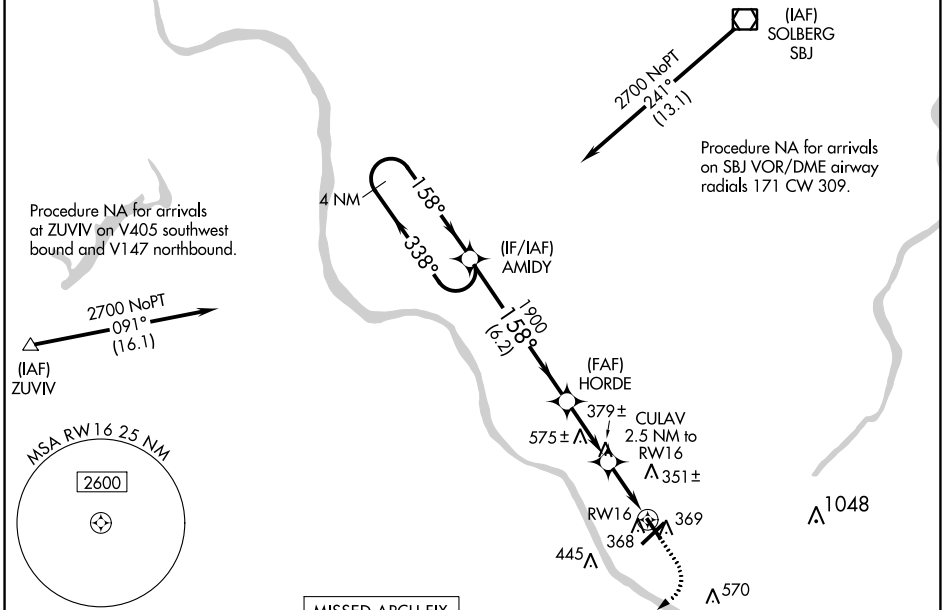 (IAF)
SOLBERG
SBJ
2700 NoPT
241°
(13.1)
Procedure NA for arrivals
on SBJ VOR/DME airway
radials 171 CW 309.
4 NM
158°
338°
(IF/IAF)
AMIDY
Procedure NA for arrivals
at ZUVIV on V405 southwest
bound and V147 northbound.
2700 NoPT
091°
(16.1)
(IAF)
ZUVIV
1900
158°
(6.2)
(FAF)
HORDE
379±
575±
CULAV
2.5 NM to
RW16
351±
MSA RW16 25 NM
2600
RW16
369
368
1048
445
570
MISSED APCH FIX